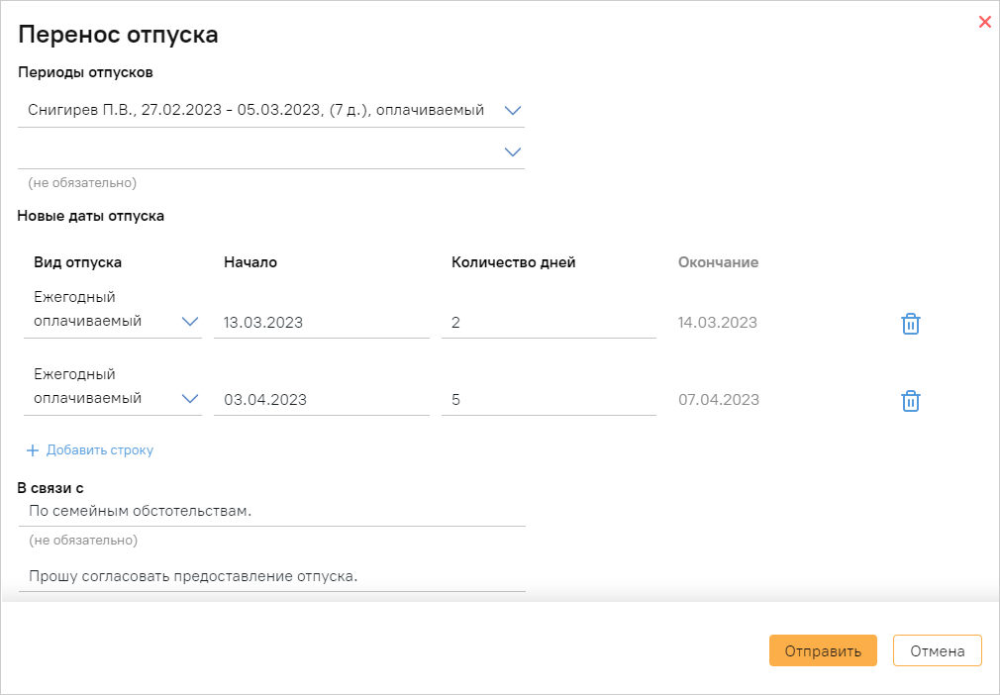 Перенос отпуска
Периоды отпусков
Снигирев П.В., 27.02.2023 - 05.03.2023, (7 д.), оплачиваемый
(не обязательно)
Новые даты отпуска
Вид отпуска Начало Количество дней Окончание
Ежегодный
оплачиваемый 13.03.2023 2 14.03.2023
Ежегодный
оплачиваемый 03.04.2023 5 07.04.2023
+ Добавить строку
В связи с
По семейным обстотельствам.
(не обязательно)
Прошу согласовать предоставление отпуска.
Отправить Отмена